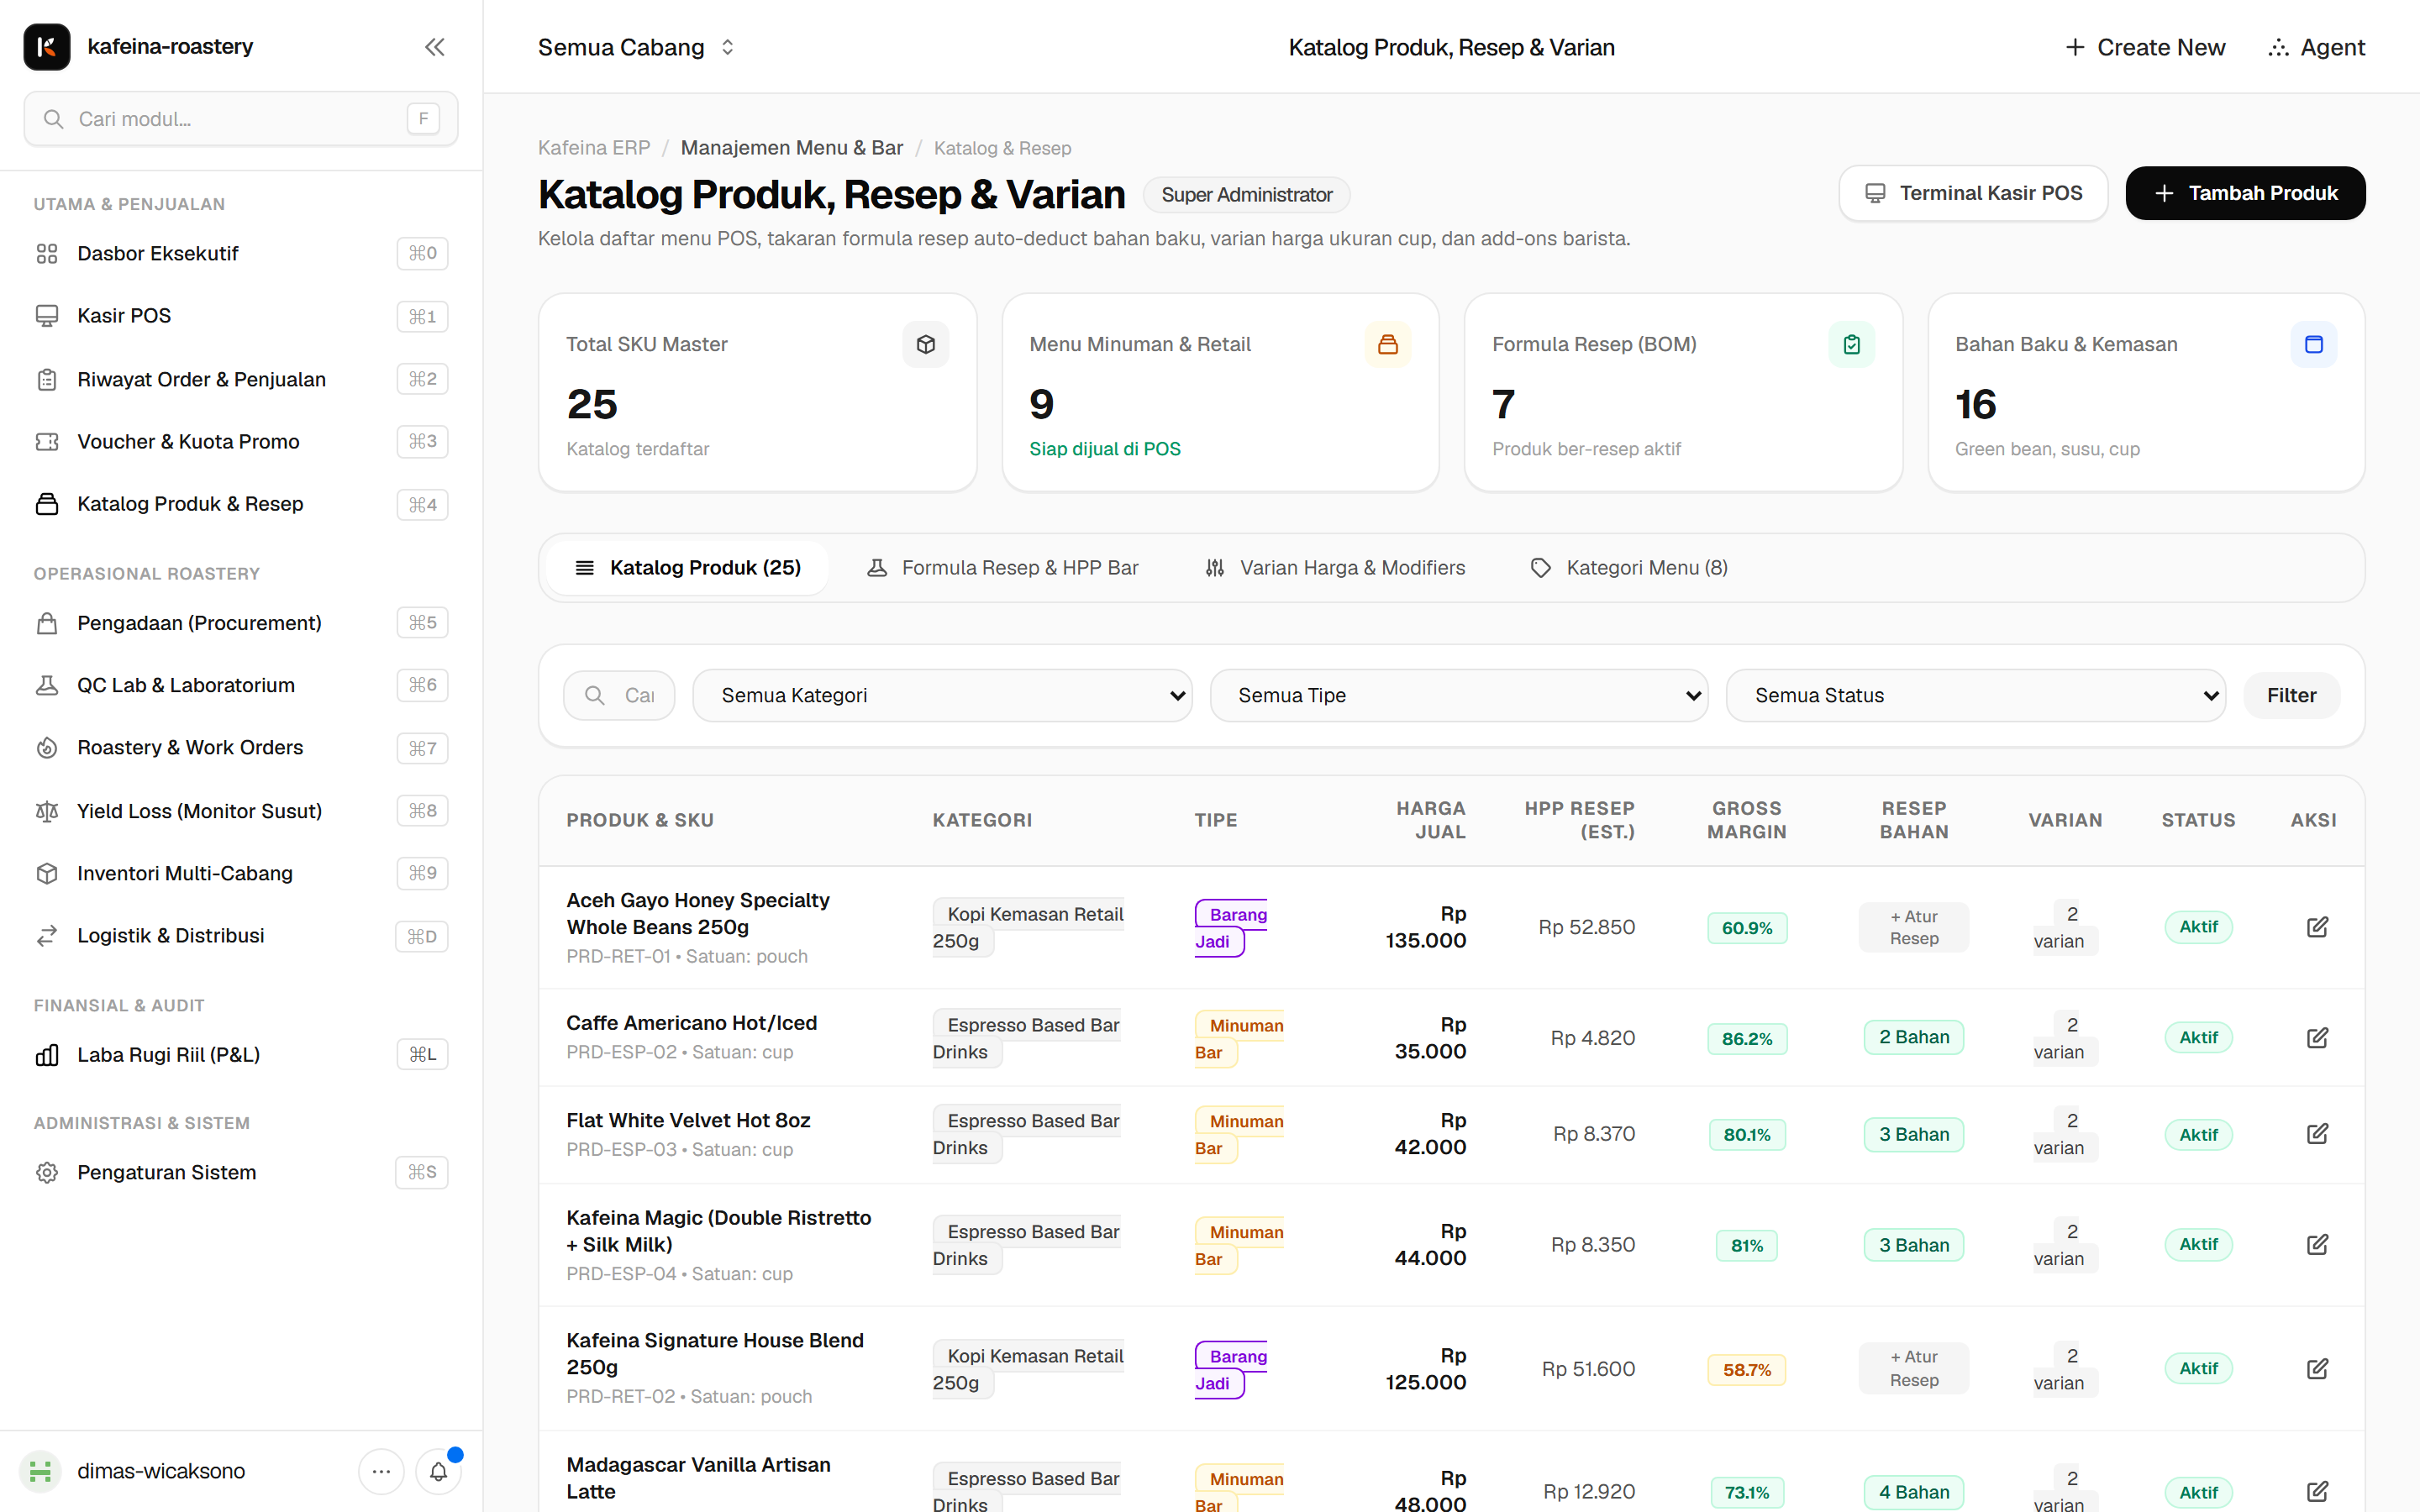 kafeina-roastery
Cari modul...
F
UTAMA & PENJUALAN
Dasbor Eksekutif ⌘0
Kasir POS ⌘1
Riwayat Order & Penjualan ⌘2
Voucher & Kuota Promo ⌘3
Katalog Produk & Resep ⌘4
OPERASIONAL ROASTERY
Pengadaan (Procurement) ⌘5
QC Lab & Laboratorium ⌘6
Roastery & Work Orders ⌘7
Yield Loss (Monitor Susut) ⌘8
Inventori Multi-Cabang ⌘9
Logistik & Distribusi ⌘D
FINANSIAL & AUDIT
Laba Rugi Riil (P&L) ⌘L
ADMINISTRASI & SISTEM
Pengaturan Sistem ⌘S
dimas-wicaksono
Semua Cabang
Katalog Produk, Resep & Varian
+ Create New
Agent
Kafeina ERP / Manajemen Menu & Bar / Katalog & Resep
Katalog Produk, Resep & Varian
Super Administrator
Kelola daftar menu POS, takaran formula resep auto-deduct bahan baku, varian harga ukuran cup, dan add-ons barista.
Terminal Kasir POS
+ Tambah Produk
Total SKU Master
25
Katalog terdaftar
Menu Minuman & Retail
9
Siap dijual di POS
Formula Resep (BOM)
7
Produk ber-resep aktif
Bahan Baku & Kemasan
16
Green bean, susu, cup
Katalog Produk (25)
Formula Resep & HPP Bar
Varian Harga & Modifiers
Kategori Menu (8)
Semua Kategori
Semua Tipe
Semua Status
Filter
PRODUK & SKU
KATEGORI
TIPE
HARGA
JUAL
HPP RESEP
(EST.)
GROSS
MARGIN
RESEP
BAHAN
VARIAN
STATUS
AKSI
Aceh Gayo Honey Specialty
Whole Beans 250g
PRD-RET-01 • Satuan: pouch
Kopi Kemasan Retail
250g
Barang
Jadi
Rp
135.000
Rp 52.850
60.9%
+ Atur
Resep
2
varian
Aktif
Caffe Americano Hot/Iced
PRD-ESP-02 • Satuan: cup
Espresso Based Bar
Drinks
Minuman
Bar
Rp
35.000
Rp 4.820
86.2%
2 Bahan
2
varian
Aktif
Flat White Velvet Hot 8oz
PRD-ESP-03 • Satuan: cup
Espresso Based Bar
Drinks
Minuman
Bar
Rp
42.000
Rp 8.370
80.1%
3 Bahan
2
varian
Aktif
Kafeina Magic (Double Ristretto
+ Silk Milk)
PRD-ESP-04 • Satuan: cup
Espresso Based Bar
Drinks
Minuman
Bar
Rp
44.000
Rp 8.350
81%
3 Bahan
2
varian
Aktif
Kafeina Signature House Blend
250g
PRD-RET-02 • Satuan: pouch
Kopi Kemasan Retail
250g
Barang
Jadi
Rp
125.000
Rp 51.600
58.7%
+ Atur
Resep
2
varian
Aktif
Madagascar Vanilla Artisan
Latte
Espresso Based Bar
Drinks
Minuman
Bar
Rp
48.000
Rp 12.920
73.1%
4 Bahan
2
varian
Aktif